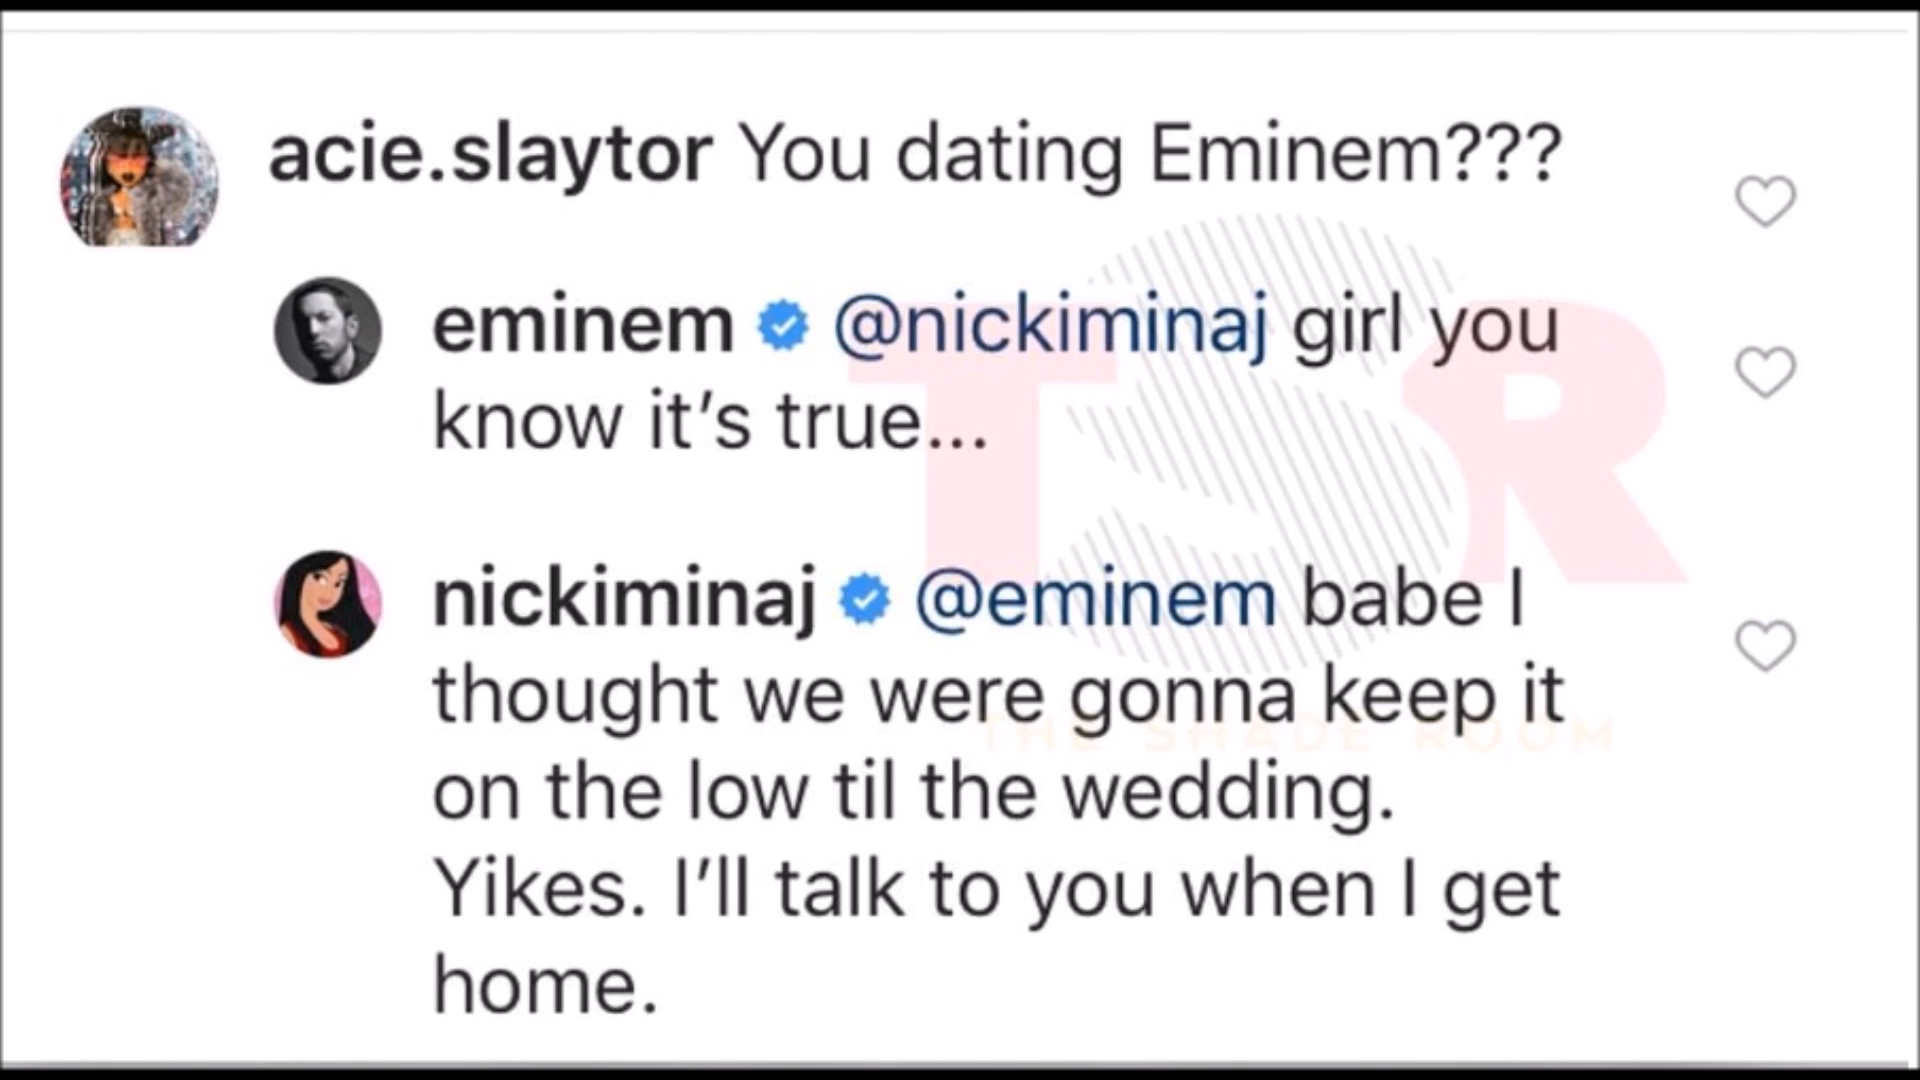 acie.slaytor You dating Eminem???
eminem @nickiminaj girl you
know it’s true...
nickiminaj @eminem babe I
thought we were gonna keep it
on the low til the wedding.
Yikes. I’ll talk to you when I get
home.
TSR
THE SHADE ROOM